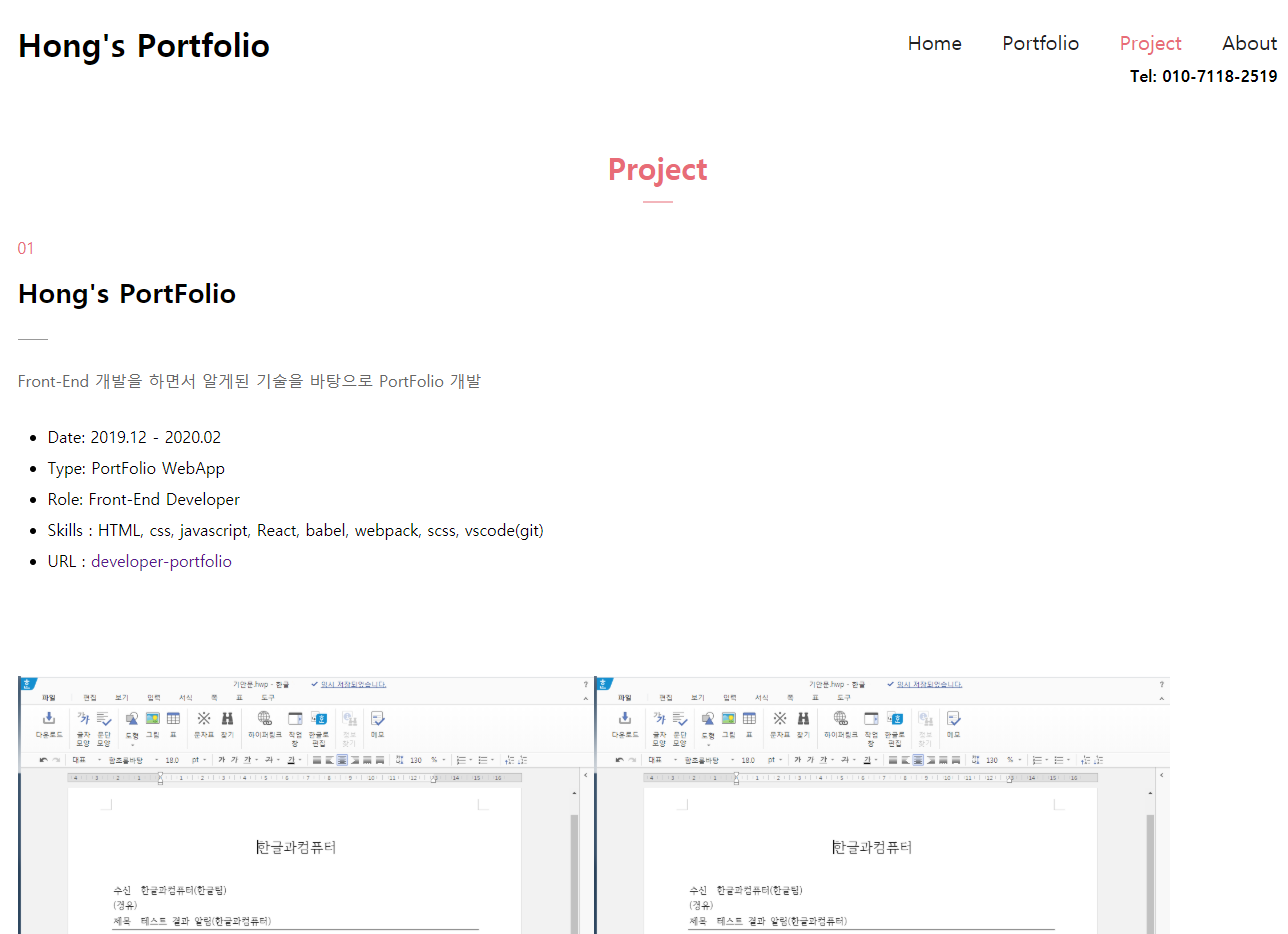 Hong's Portfolio
Home Portfolio Project About
Tel: 010-7118-2519
Project
01
Hong's PortFolio
Front-End 개발을 하면서 알게된 기술을 바탕으로 PortFolio 개발
Date: 2019.12 - 2020.02
Type: PortFolio WebApp
Role: Front-End Developer
Skills : HTML, css, javascript, React, babel, webpack, scss, vscode(git)
URL : developer-portfolio
기안문.hwp - 한글 임시 저장되었습니다. ?
파일 편집 보기 입력 서식 쪽 표 도구
다운로드 글자 모양 문단 모양 도형 그림 표 문자표 찾기 하이퍼링크 작업 창 한글로 편집 정보 찾기 메모
대표 함초롬바탕 18.0 pt 가 가 가 가 가 130 %
한글과컴퓨터
수신 한글과컴퓨터(한글팀)
(경유)
제목 테스트 결과 알림(한글과컴퓨터)
기안문.hwp - 한글 임시 저장되었습니다. ?
파일 편집 보기 입력 서식 쪽 표 도구
다운로드 글자 모양 문단 모양 도형 그림 표 문자표 찾기 하이퍼링크 작업 창 한글로 편집 정보 찾기 메모
대표 함초롬바탕 18.0 pt 가 가 가 가 가 130 %
한글과컴퓨터
수신 한글과컴퓨터(한글팀)
(경유)
제목 테스트 결과 알림(한글과컴퓨터)